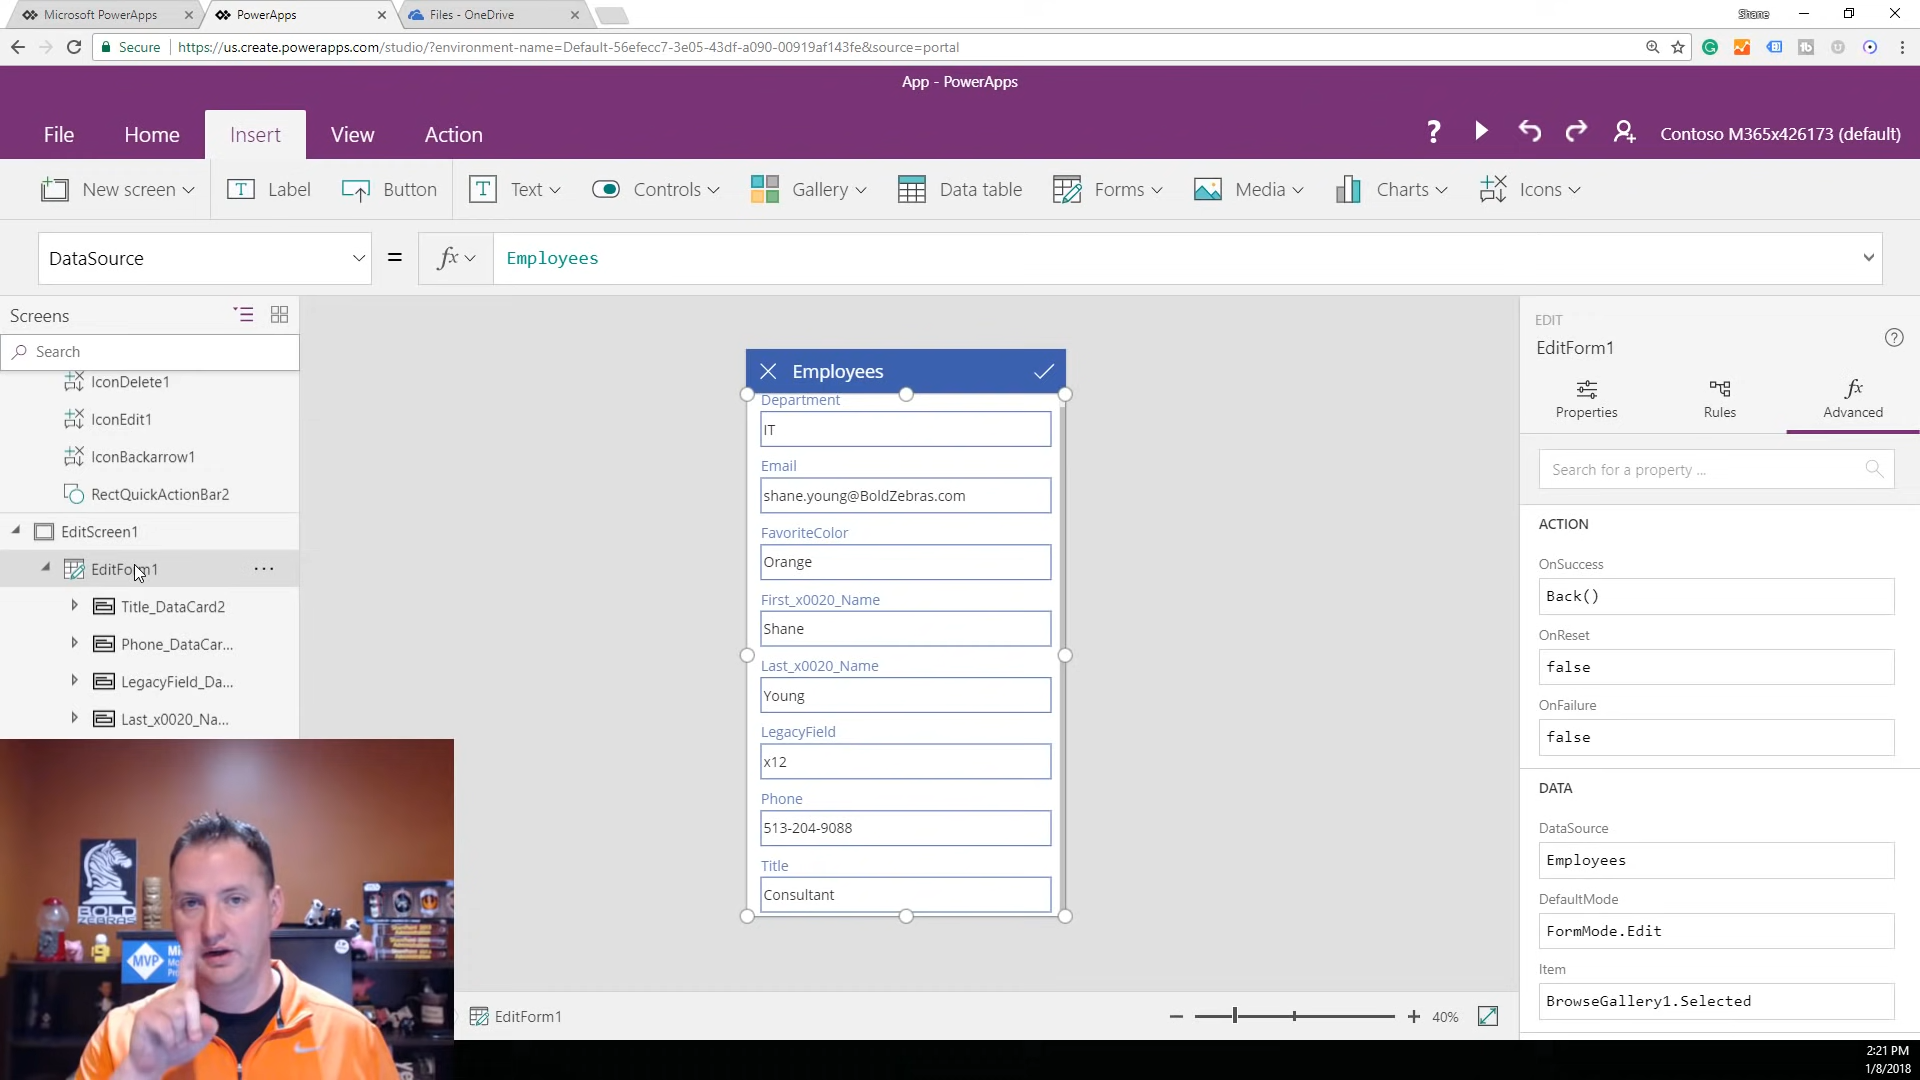 Microsoft PowerApps
PowerApps
Files - OneDrive
Shane
Secure
https://us.create.powerapps.com/studio/?environment-name=Default-56efecc7-3e05-43df-a090-00919af143fe&source=portal
App - PowerApps
File
Home
Insert
View
Action
Contoso M365x426173 (default)
New screen
Label
Button
Text
Controls
Gallery
Data table
Forms
Media
Charts
Icons
DataSource
=
fx
Employees
Screens
Search
IconDelete1
IconEdit1
IconBackarrow1
RectQuickActionBar2
EditScreen1
EditForm1
Title_DataCard2
Phone_DataCar...
LegacyField_Da...
Last_x0020_Na...
Employees
Department
IT
Email
shane.young@BoldZebras.com
FavoriteColor
Orange
First_x0020_Name
Shane
Last_x0020_Name
Young
LegacyField
x12
Phone
513-204-9088
Title
Consultant
EDIT
EditForm1
Properties
Rules
fx
Advanced
Search for a property ...
ACTION
OnSuccess
Back()
OnReset
false
OnFailure
false
DATA
DataSource
Employees
DefaultMode
FormMode.Edit
Item
BrowseGallery1.Selected
BOLD
ZEBRAS
MVP
EditForm1
40%
2:21 PM
1/8/2018